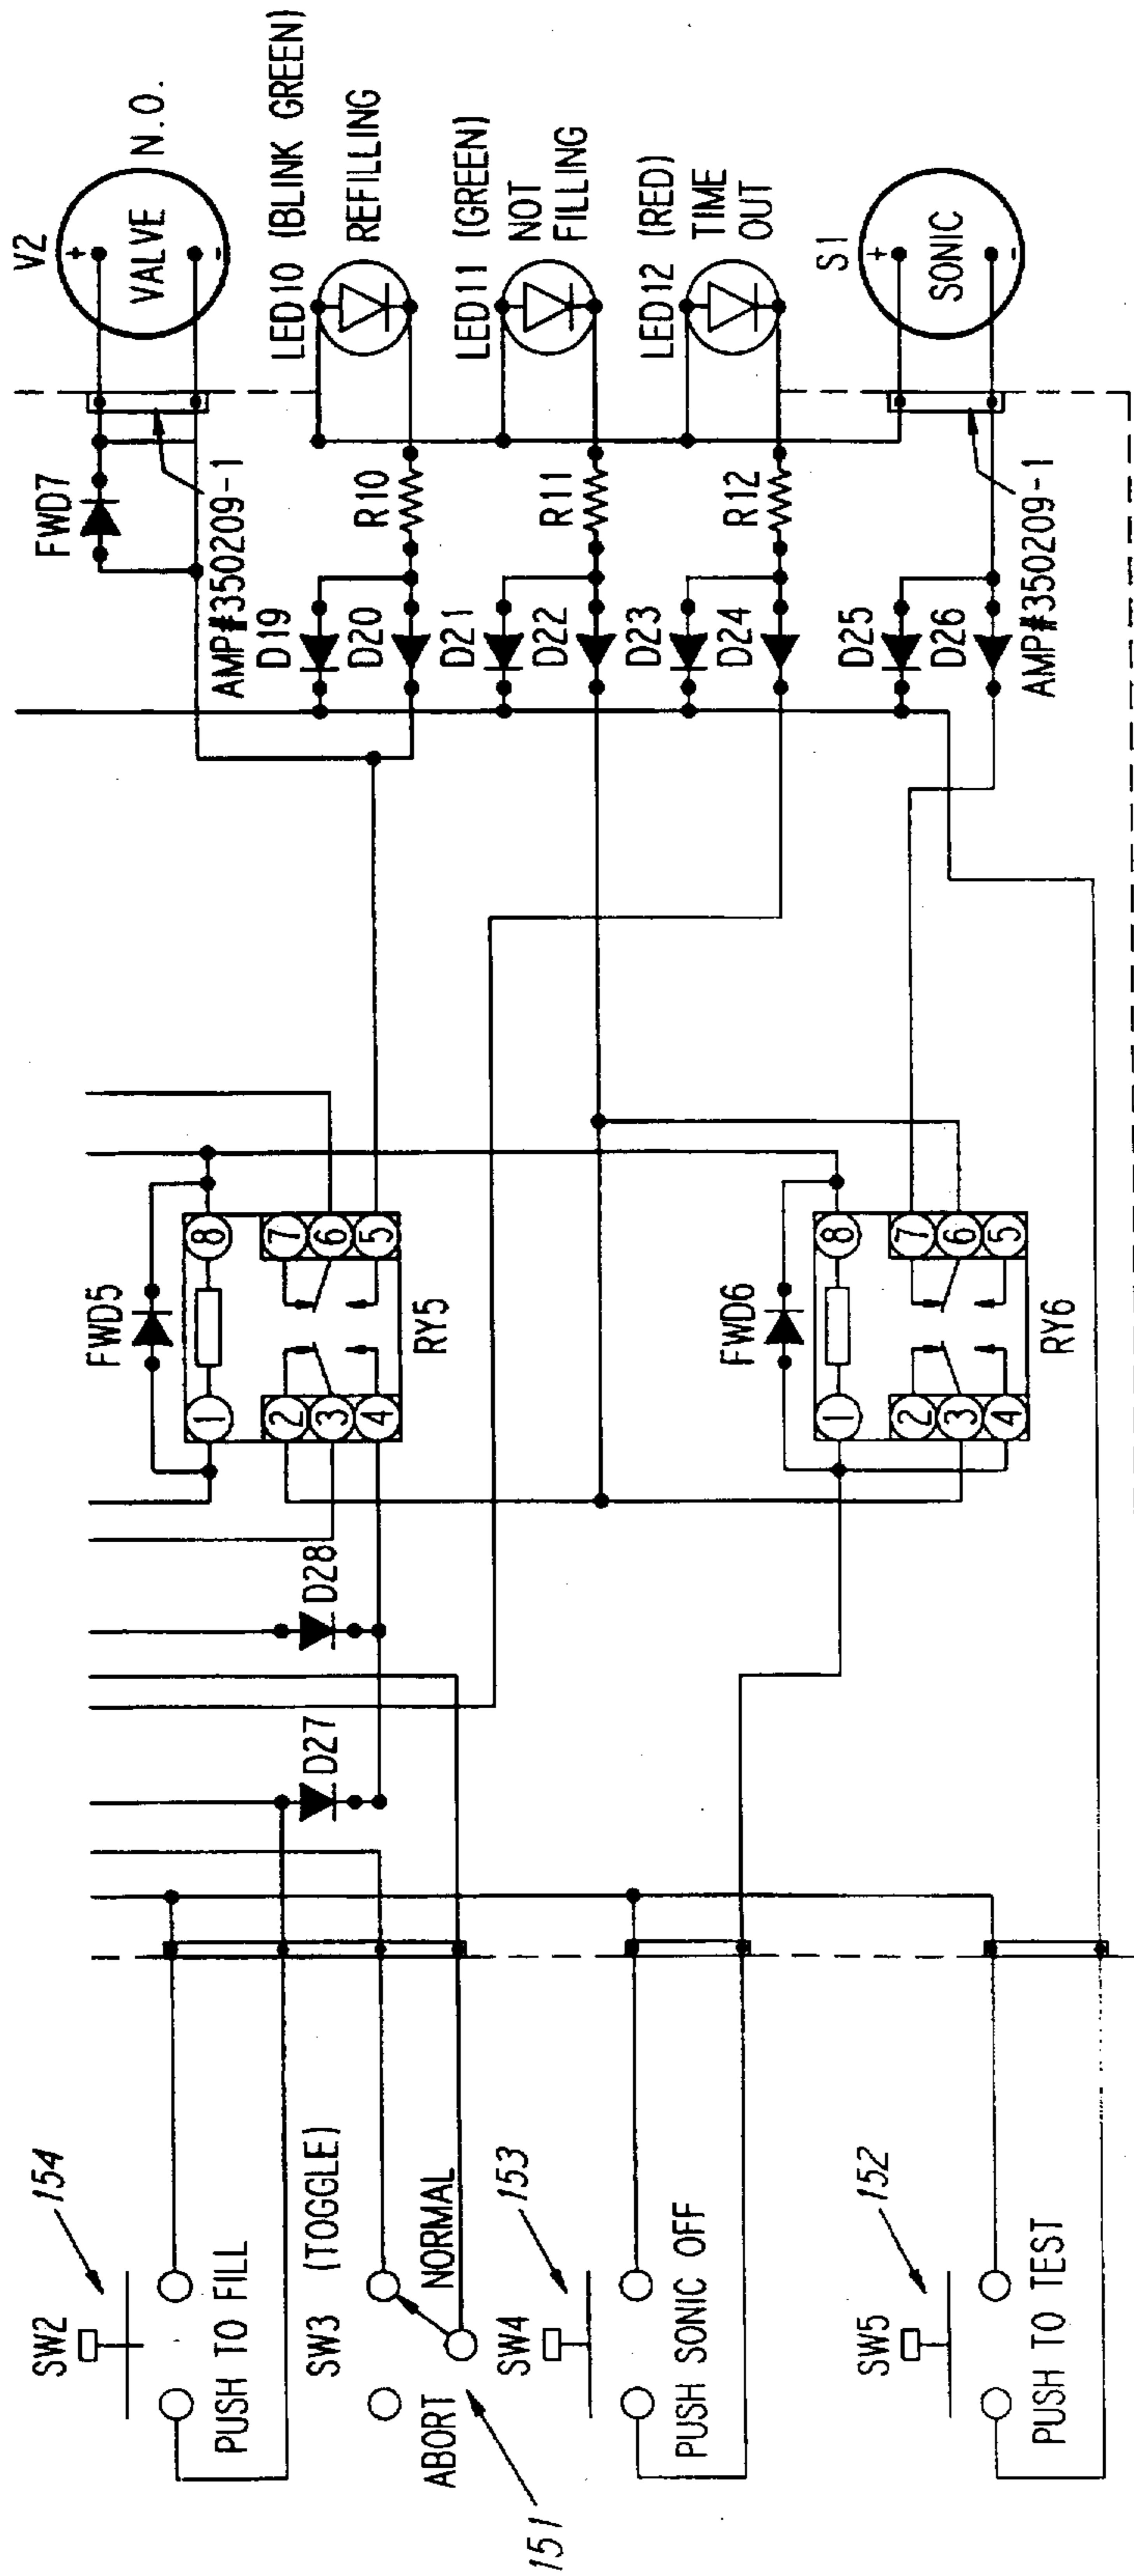 SW2
154
PUSH TO FILL
SW3 (TOGGLE)
NORMAL
ABORT
151
SW4
153
PUSH SONIC OFF
SW5
152
PUSH TO TEST
D27
D28
FWD5
1
2
3
4
8
7
6
5
RY5
FWD6
1
2
3
4
8
7
6
5
RY6
FWD7
AMP#350209-1
D19
D20
R10
D21
D22
R11
D23
D24
R12
D25
D26
AMP#350209-1
V2
+
VALVE
-
N.O.
LED10 (BLINK GREEN)
REFILLING
LED11 (GREEN)
NOT
FILLING
LED12 (RED)
TIME
OUT
S1
+
SONIC
-